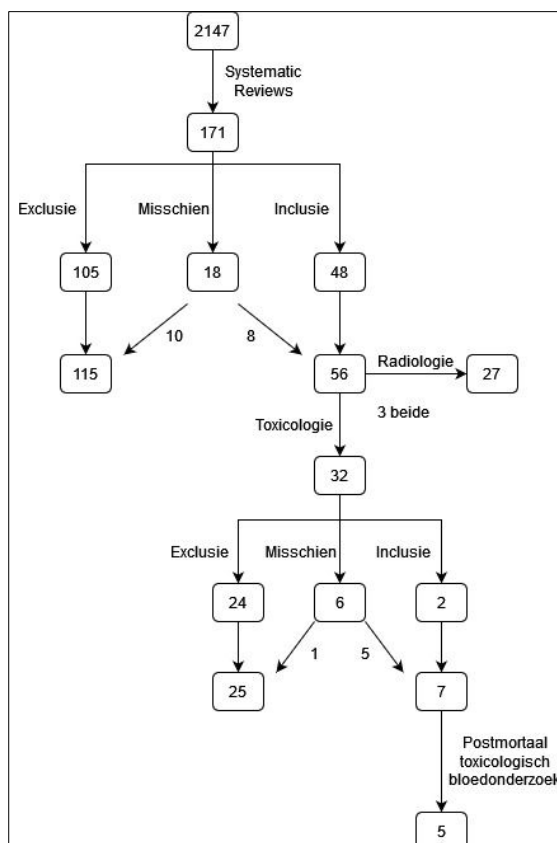 2147
Systematic
Reviews
171
Exclusie
Misschien
Inclusie
105
18
48
10
8
115
56
Radiologie
27
3 beide
Toxicologie
32
Exclusie
Misschien
Inclusie
24
6
2
1
5
25
7
Postmortaal
toxicologisch
bloedonderzoek
5